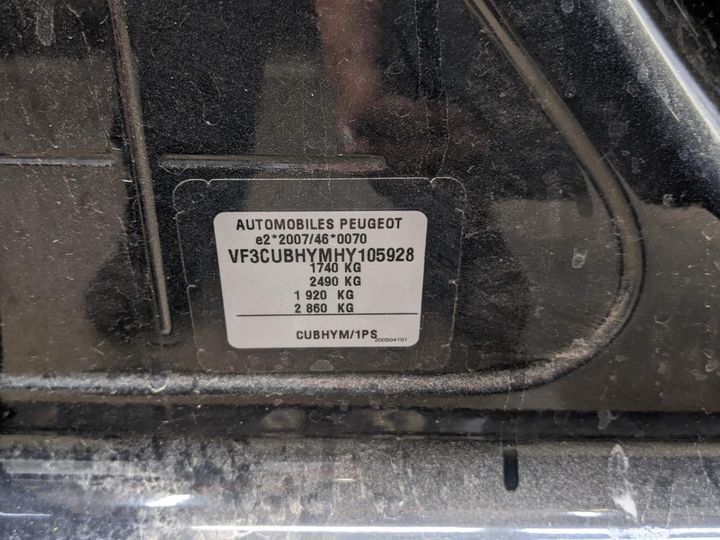 AUTOMOBILES PEUGEOT
e2*2007/46*0070
VF3CUBHYMHY105928
1740 KG
2490 KG
1 920 KG
2 860 KG
CUBHYM/1PS
200504101